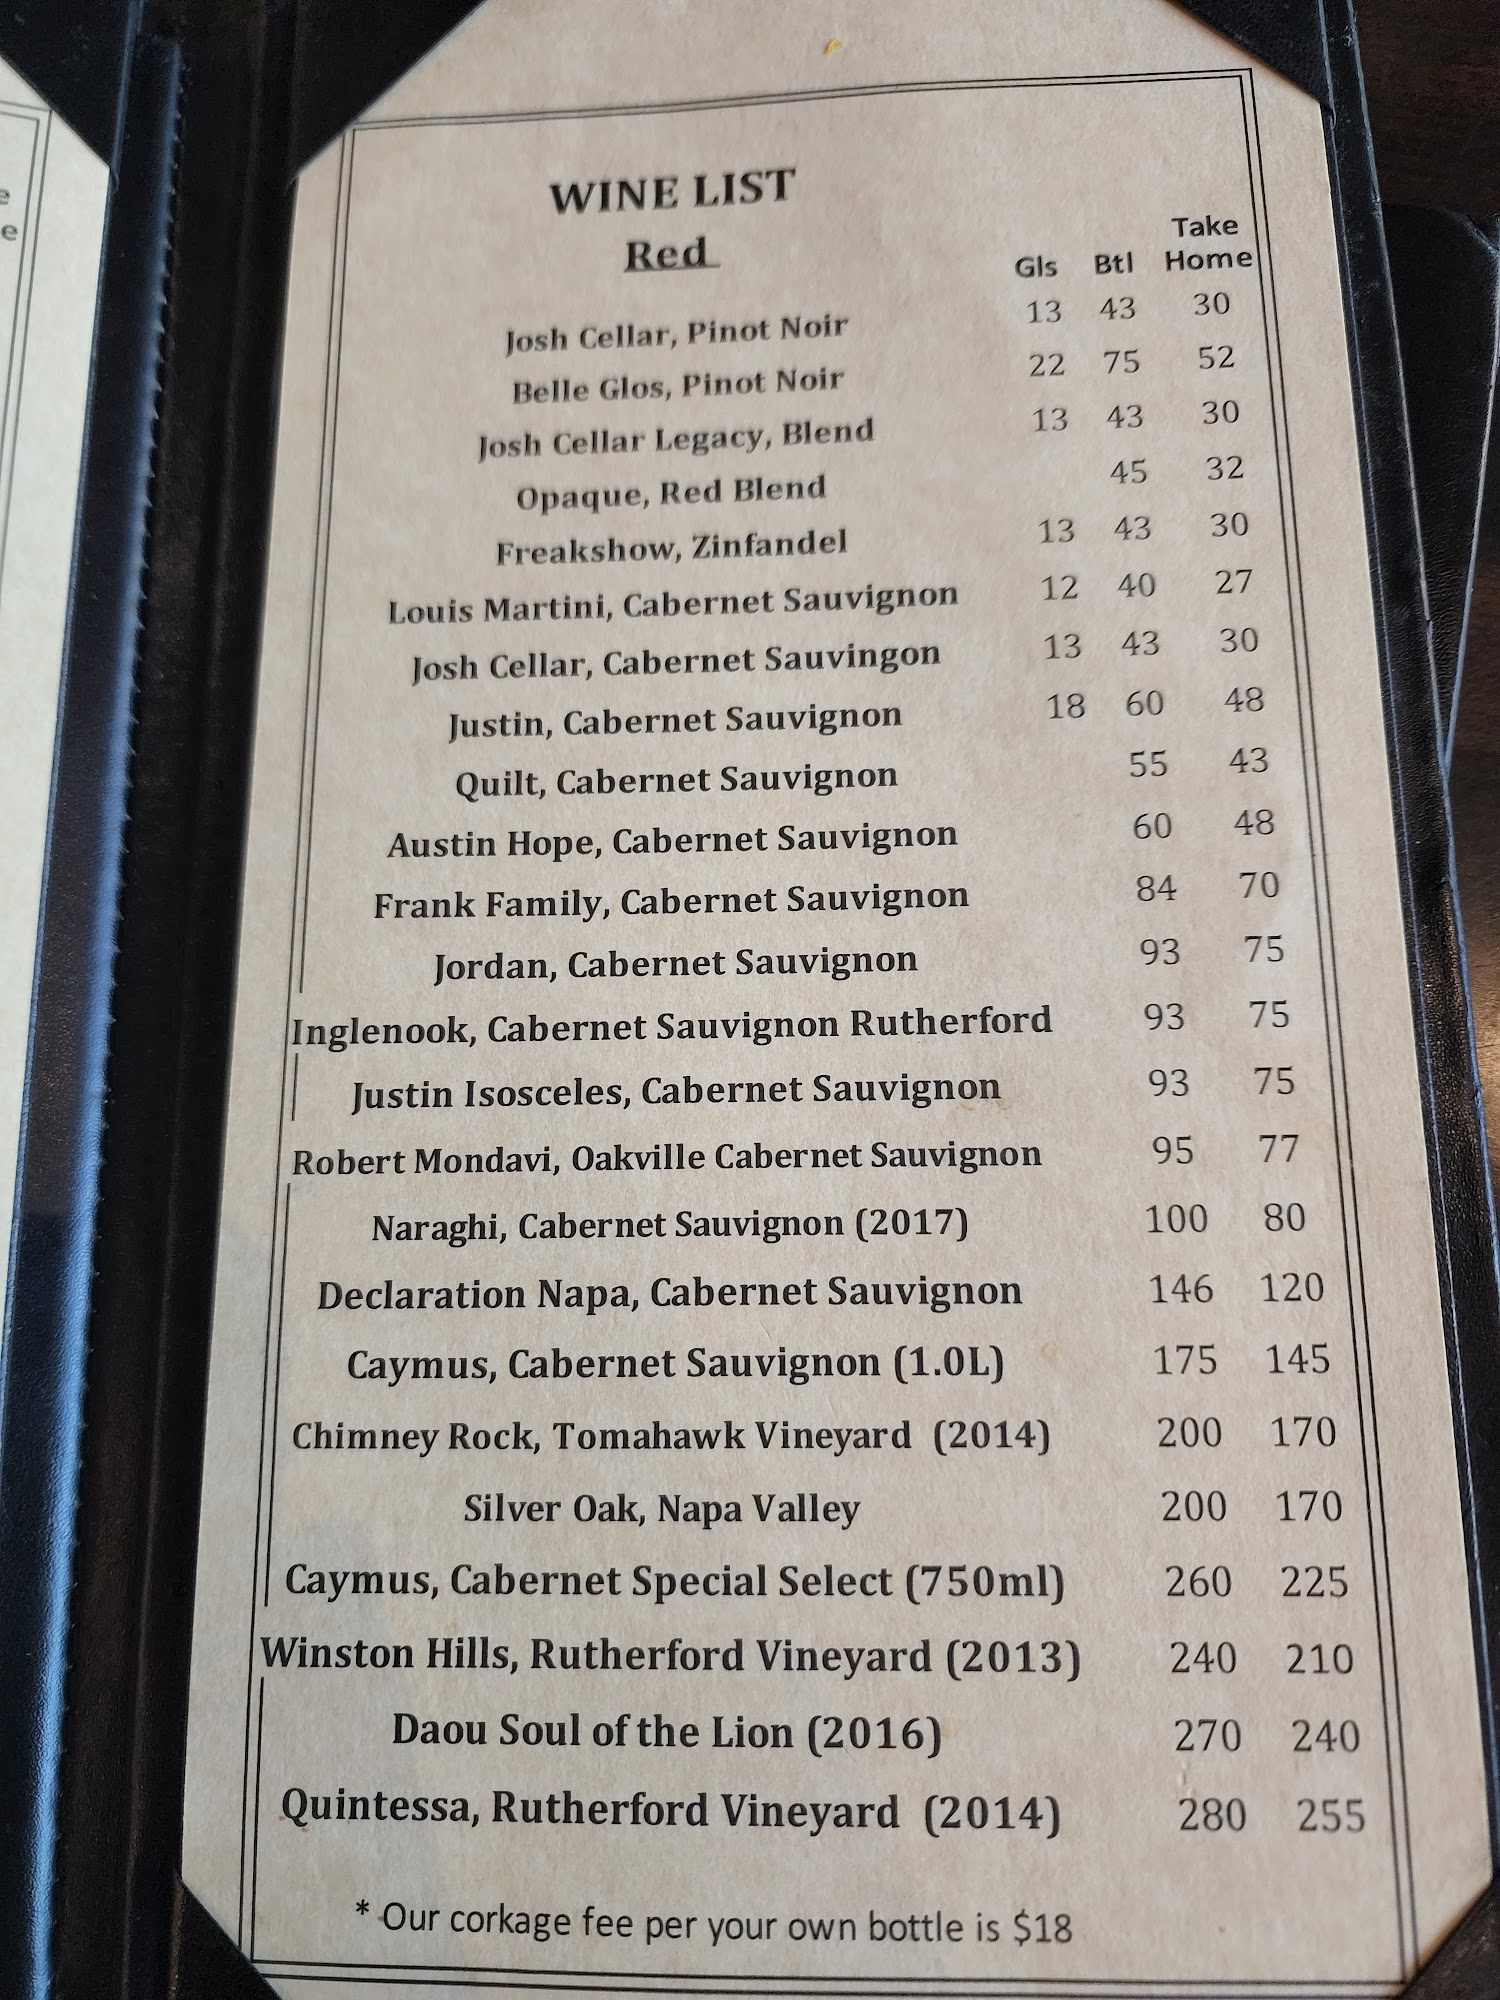 WINE LIST
Red
Take
Gls Btl Home
Josh Cellar, Pinot Noir 13 43 30
Belle Glos, Pinot Noir 22 75 52
Josh Cellar Legacy, Blend 13 43 30
Opaque, Red Blend 45 32
Freakshow, Zinfandel 13 43 30
Louis Martini, Cabernet Sauvignon 12 40 27
Josh Cellar, Cabernet Sauvingon 13 43 30
Justin, Cabernet Sauvignon 18 60 48
Quilt, Cabernet Sauvignon 55 43
Austin Hope, Cabernet Sauvignon 60 48
Frank Family, Cabernet Sauvignon 84 70
Jordan, Cabernet Sauvignon 93 75
Inglenook, Cabernet Sauvignon Rutherford 93 75
Justin Isosceles, Cabernet Sauvignon 93 75
Robert Mondavi, Oakville Cabernet Sauvignon 95 77
Naraghi, Cabernet Sauvignon (2017) 100 80
Declaration Napa, Cabernet Sauvignon 146 120
Caymus, Cabernet Sauvignon (1.0L) 175 145
Chimney Rock, Tomahawk Vineyard (2014) 200 170
Silver Oak, Napa Valley 200 170
Caymus, Cabernet Special Select (750ml) 260 225
Winston Hills, Rutherford Vineyard (2013) 240 210
Daou Soul of the Lion (2016) 270 240
Quintessa, Rutherford Vineyard (2014) 280 255
* Our corkage fee per your own bottle is $18